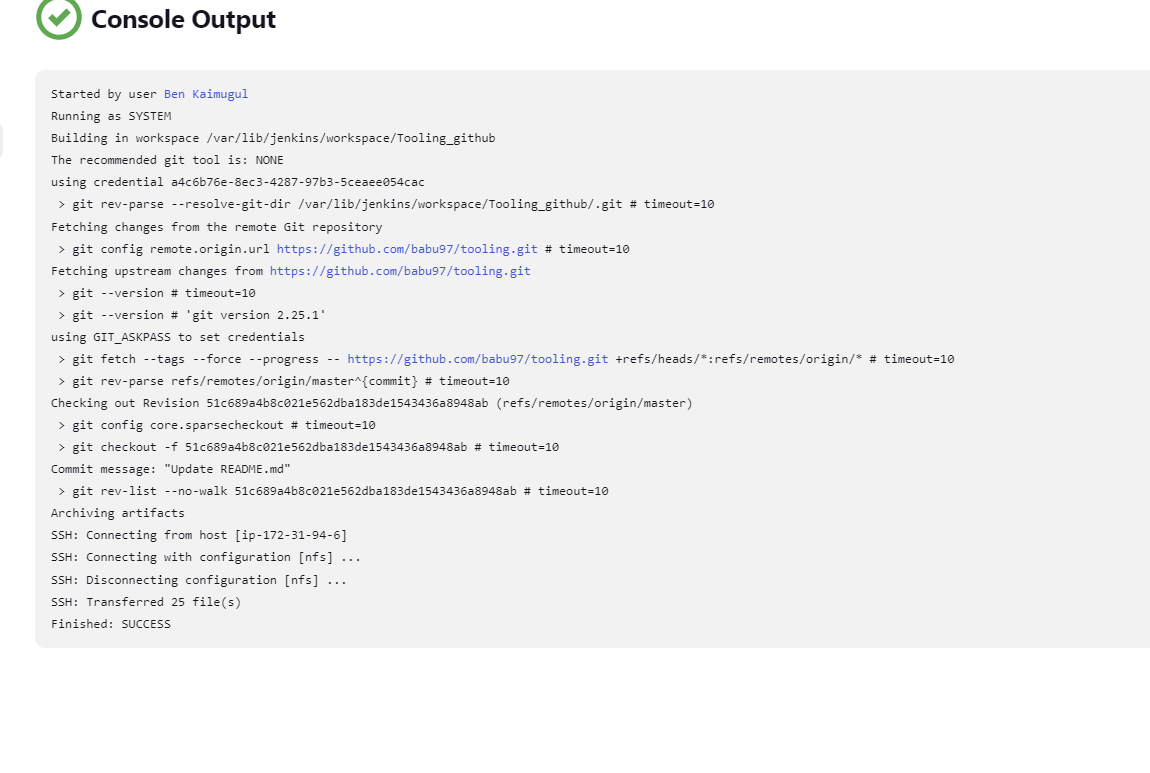 Console Output
Started by user Ben Kaimugul
Running as SYSTEM
Building in workspace /var/lib/jenkins/workspace/Tooling_github
The recommended git tool is: NONE
using credential a4c6b76e-8ec3-4287-97b3-5ceaee054cac
> git rev-parse --resolve-git-dir /var/lib/jenkins/workspace/Tooling_github/.git # timeout=10
Fetching changes from the remote Git repository
> git config remote.origin.url https://github.com/babu97/tooling.git # timeout=10
Fetching upstream changes from https://github.com/babu97/tooling.git
> git --version # timeout=10
> git --version # 'git version 2.25.1'
using GIT_ASKPASS to set credentials
> git fetch --tags --force --progress -- https://github.com/babu97/tooling.git +refs/heads/*:refs/remotes/origin/* # timeout=10
> git rev-parse refs/remotes/origin/master^{commit} # timeout=10
Checking out Revision 51c689a4b8c021e562dba183de1543436a8948ab (refs/remotes/origin/master)
> git config core.sparsecheckout # timeout=10
> git checkout -f 51c689a4b8c021e562dba183de1543436a8948ab # timeout=10
Commit message: "Update README.md"
> git rev-list --no-walk 51c689a4b8c021e562dba183de1543436a8948ab # timeout=10
Archiving artifacts
SSH: Connecting from host [ip-172-31-94-6]
SSH: Connecting with configuration [nfs] ...
SSH: Disconnecting configuration [nfs] ...
SSH: Transferred 25 file(s)
Finished: SUCCESS